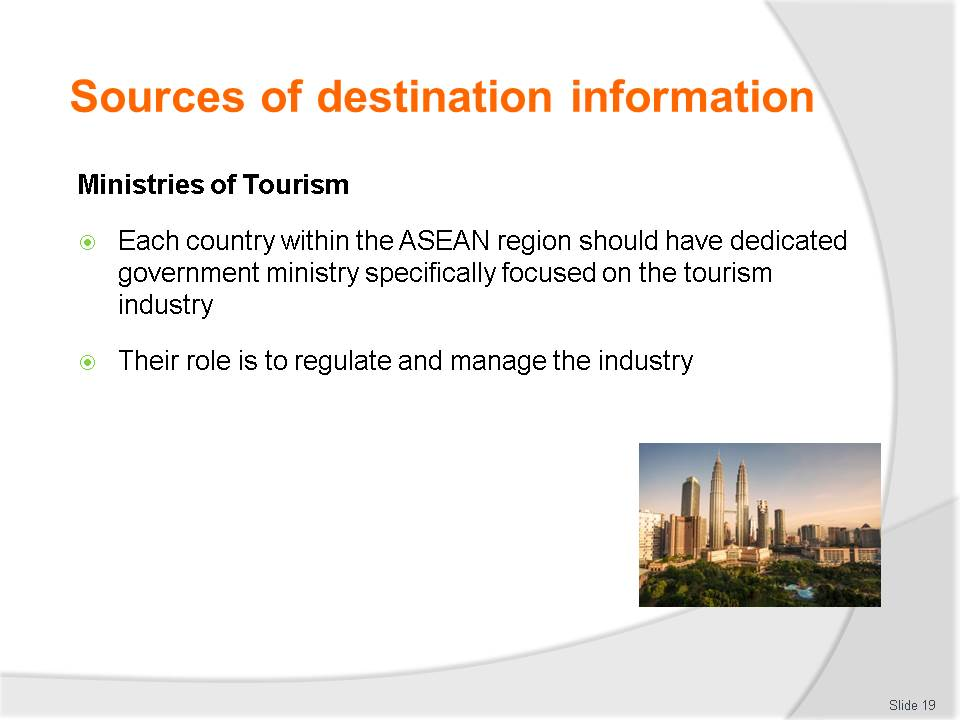 Sources of destination information
Ministries of Tourism
Each country within the ASEAN region should have dedicated
government ministry specifically focused on the tourism
industry
Their role is to regulate and manage the industry
Slide 19